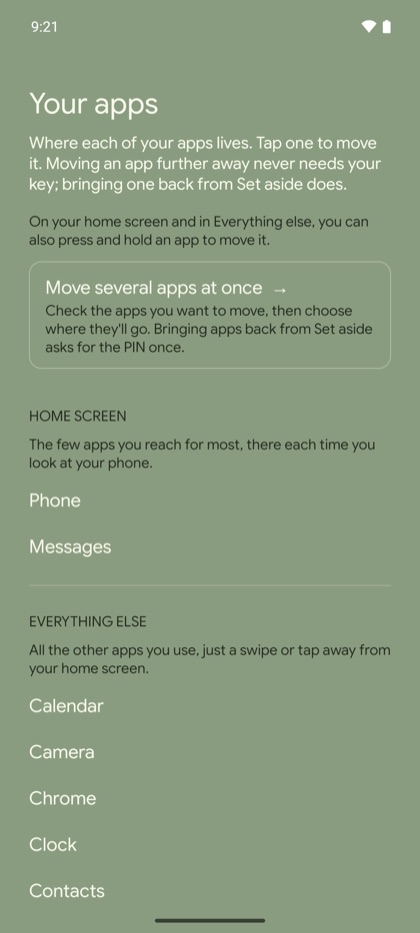 9:21
Your apps
Where each of your apps lives. Tap one to move
it. Moving an app further away never needs your
key; bringing one back from Set aside does.
On your home screen and in Everything else, you can
also press and hold an app to move it.
Move several apps at once →
Check the apps you want to move, then choose
where they'll go. Bringing apps back from Set aside
asks for the PIN once.
HOME SCREEN
The few apps you reach for most, there each time you
look at your phone.
Phone
Messages
EVERYTHING ELSE
All the other apps you use, just a swipe or tap away from
your home screen.
Calendar
Camera
Chrome
Clock
Contacts